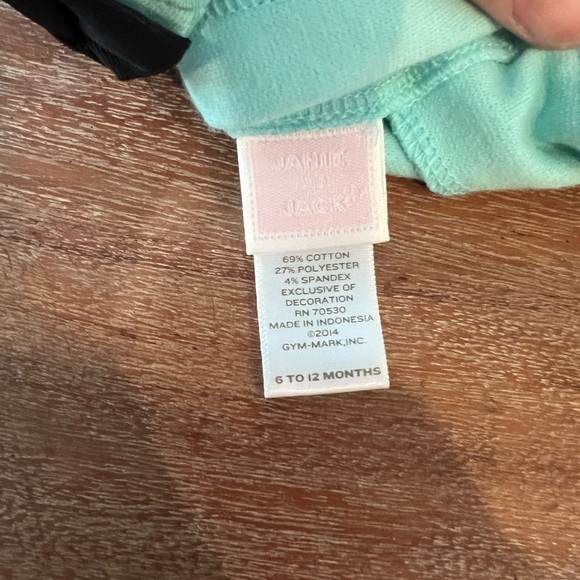 JANIE
AND
JACK
69% COTTON
27% POLYESTER
4% SPANDEX
EXCLUSIVE OF
DECORATION
RN 70530
MADE IN INDONESIA
©2014
GYM-MARK,INC.
6 TO 12 MONTHS